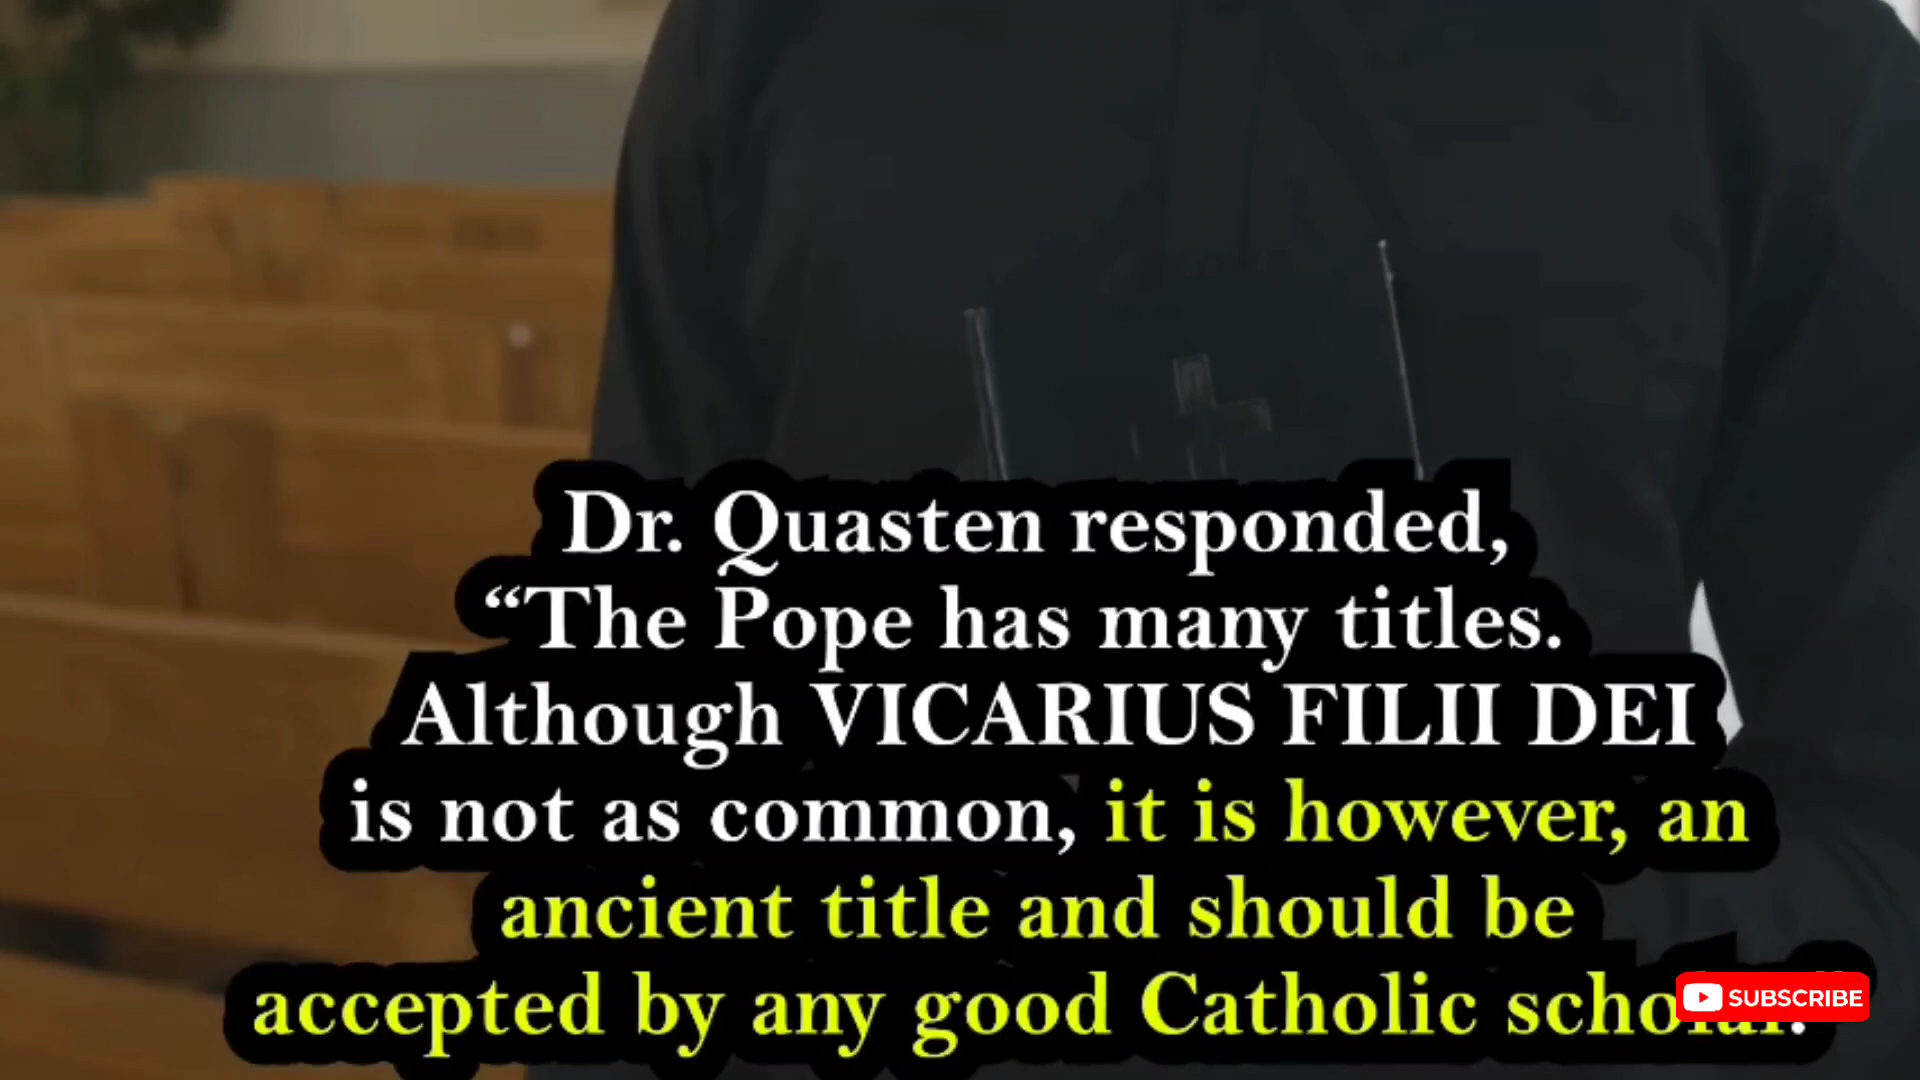 Dr. Quasten responded,
“The Pope has many titles.
Although VICARIUS FILII DEI
is not as common, it is however, an
ancient title and should be
accepted by any good Catholic scholar.”
SUBSCRIBE